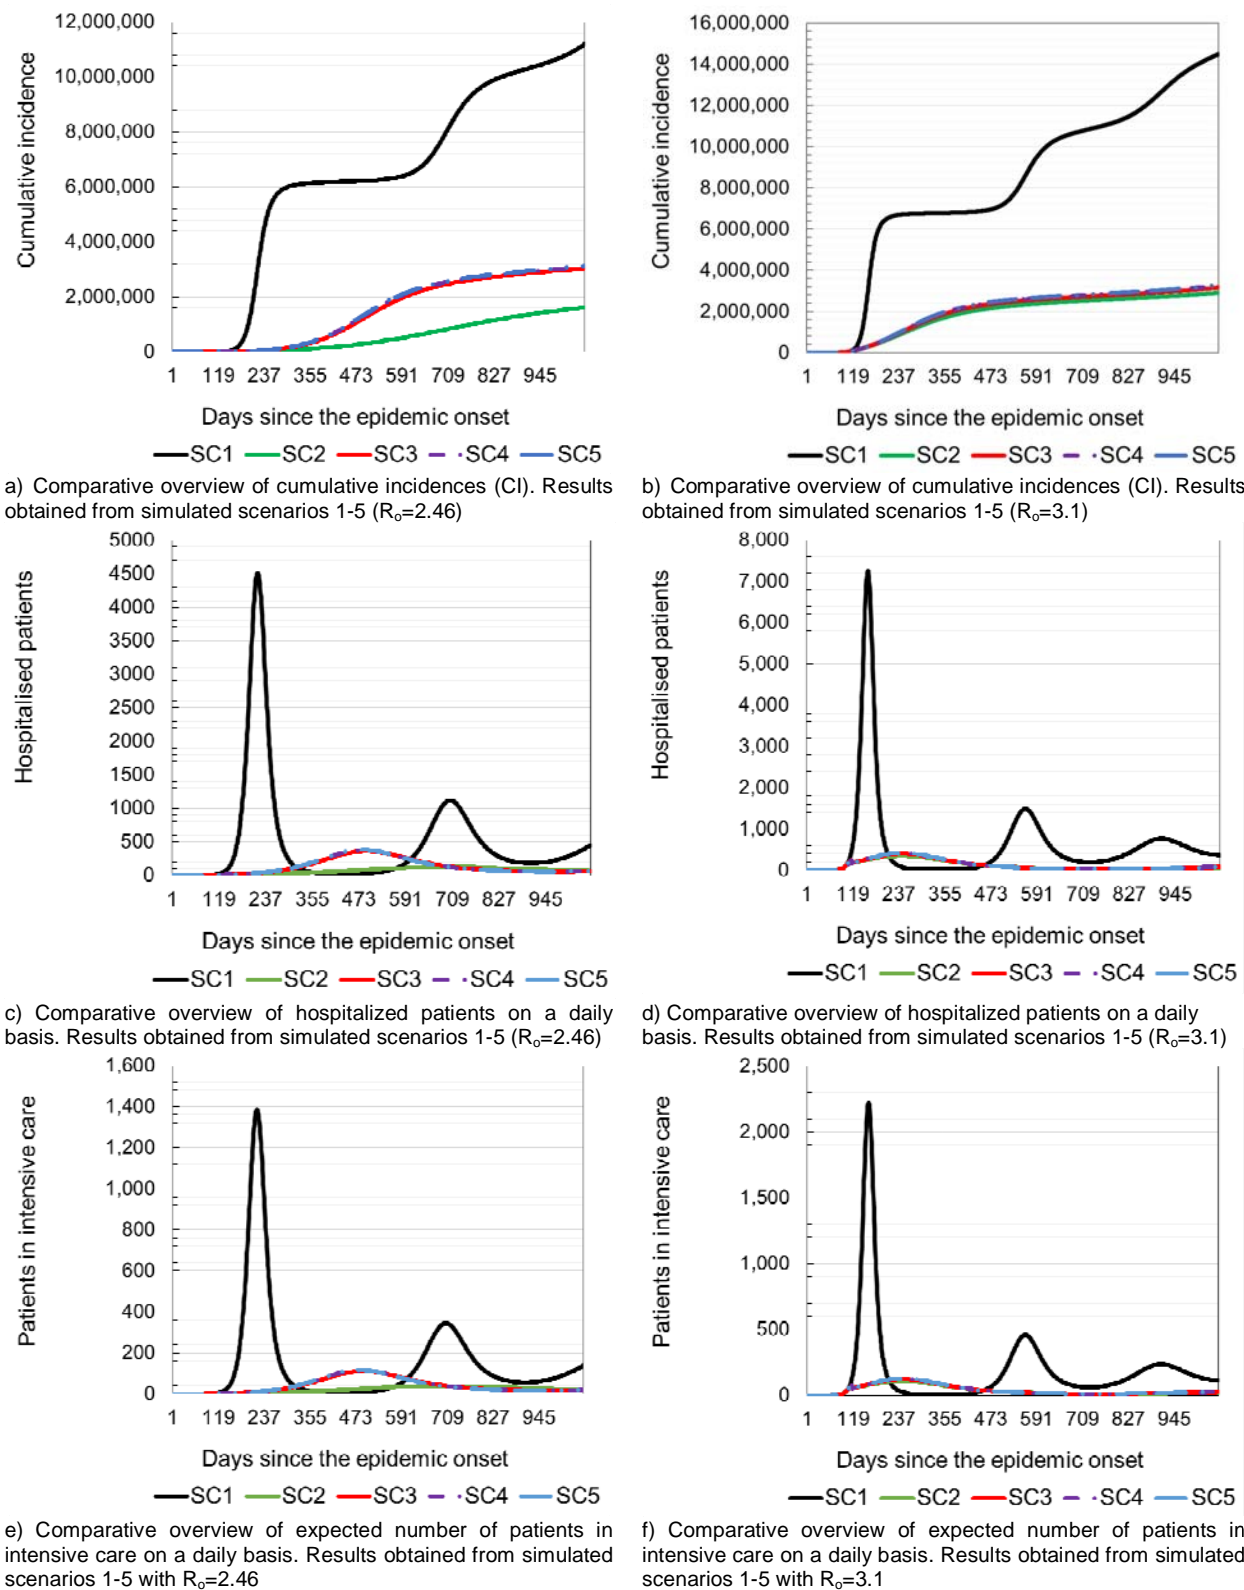 12,000,000
10,000,000
8,000,000
6,000,000
4,000,000
2,000,000
0
Cumulative incidence
1 119 237 355 473 591 709 827 945
Days since the epidemic onset
SC1 SC2 SC3 SC4 SC5
a) Comparative overview of cumulative incidences (CI). Results
obtained from simulated scenarios 1-5 (Ro=2.46)
16,000,000
14,000,000
12,000,000
10,000,000
8,000,000
6,000,000
4,000,000
2,000,000
0
Cumulative incidence
1 119 237 355 473 591 709 827 945
Days since the epidemic onset
SC1 SC2 SC3 SC4 SC5
b) Comparative overview of cumulative incidences (CI). Results
obtained from simulated scenarios 1-5 (Ro=3.1)
5000
4500
4000
3500
3000
2500
2000
1500
1000
500
0
Hospitalised patients
1 119 237 355 473 591 709 827 945
Days since the epidemic onset
SC1 SC2 SC3 SC4 SC5
c) Comparative overview of hospitalized patients on a daily
basis. Results obtained from simulated scenarios 1-5 (Ro=2.46)
8,000
7,000
6,000
5,000
4,000
3,000
2,000
1,000
0
Hospitalised patients
1 119 237 355 473 591 709 827 945
Days since the epidemic onset
SC1 SC2 SC3 SC4 SC5
d) Comparative overview of hospitalized patients on a daily
basis. Results obtained from simulated scenarios 1-5 (Ro=3.1)
1,600
1,400
1,200
1,000
800
600
400
200
0
Patients in intensive care
1 119 237 355 473 591 709 827 945
Days since the epidemic onset
SC1 SC2 SC3 SC4 SC5
e) Comparative overview of expected number of patients in
intensive care on a daily basis. Results obtained from simulated
scenarios 1-5 with Ro=2.46
2,500
2,000
1,500
1,000
500
0
Patients in intensive care
1 119 237 355 473 591 709 827 945
Days since the epidemic onset
SC1 SC2 SC3 SC4 SC5
f) Comparative overview of expected number of patients in
intensive care on a daily basis. Results obtained from simulated
scenarios 1-5 with Ro=3.1